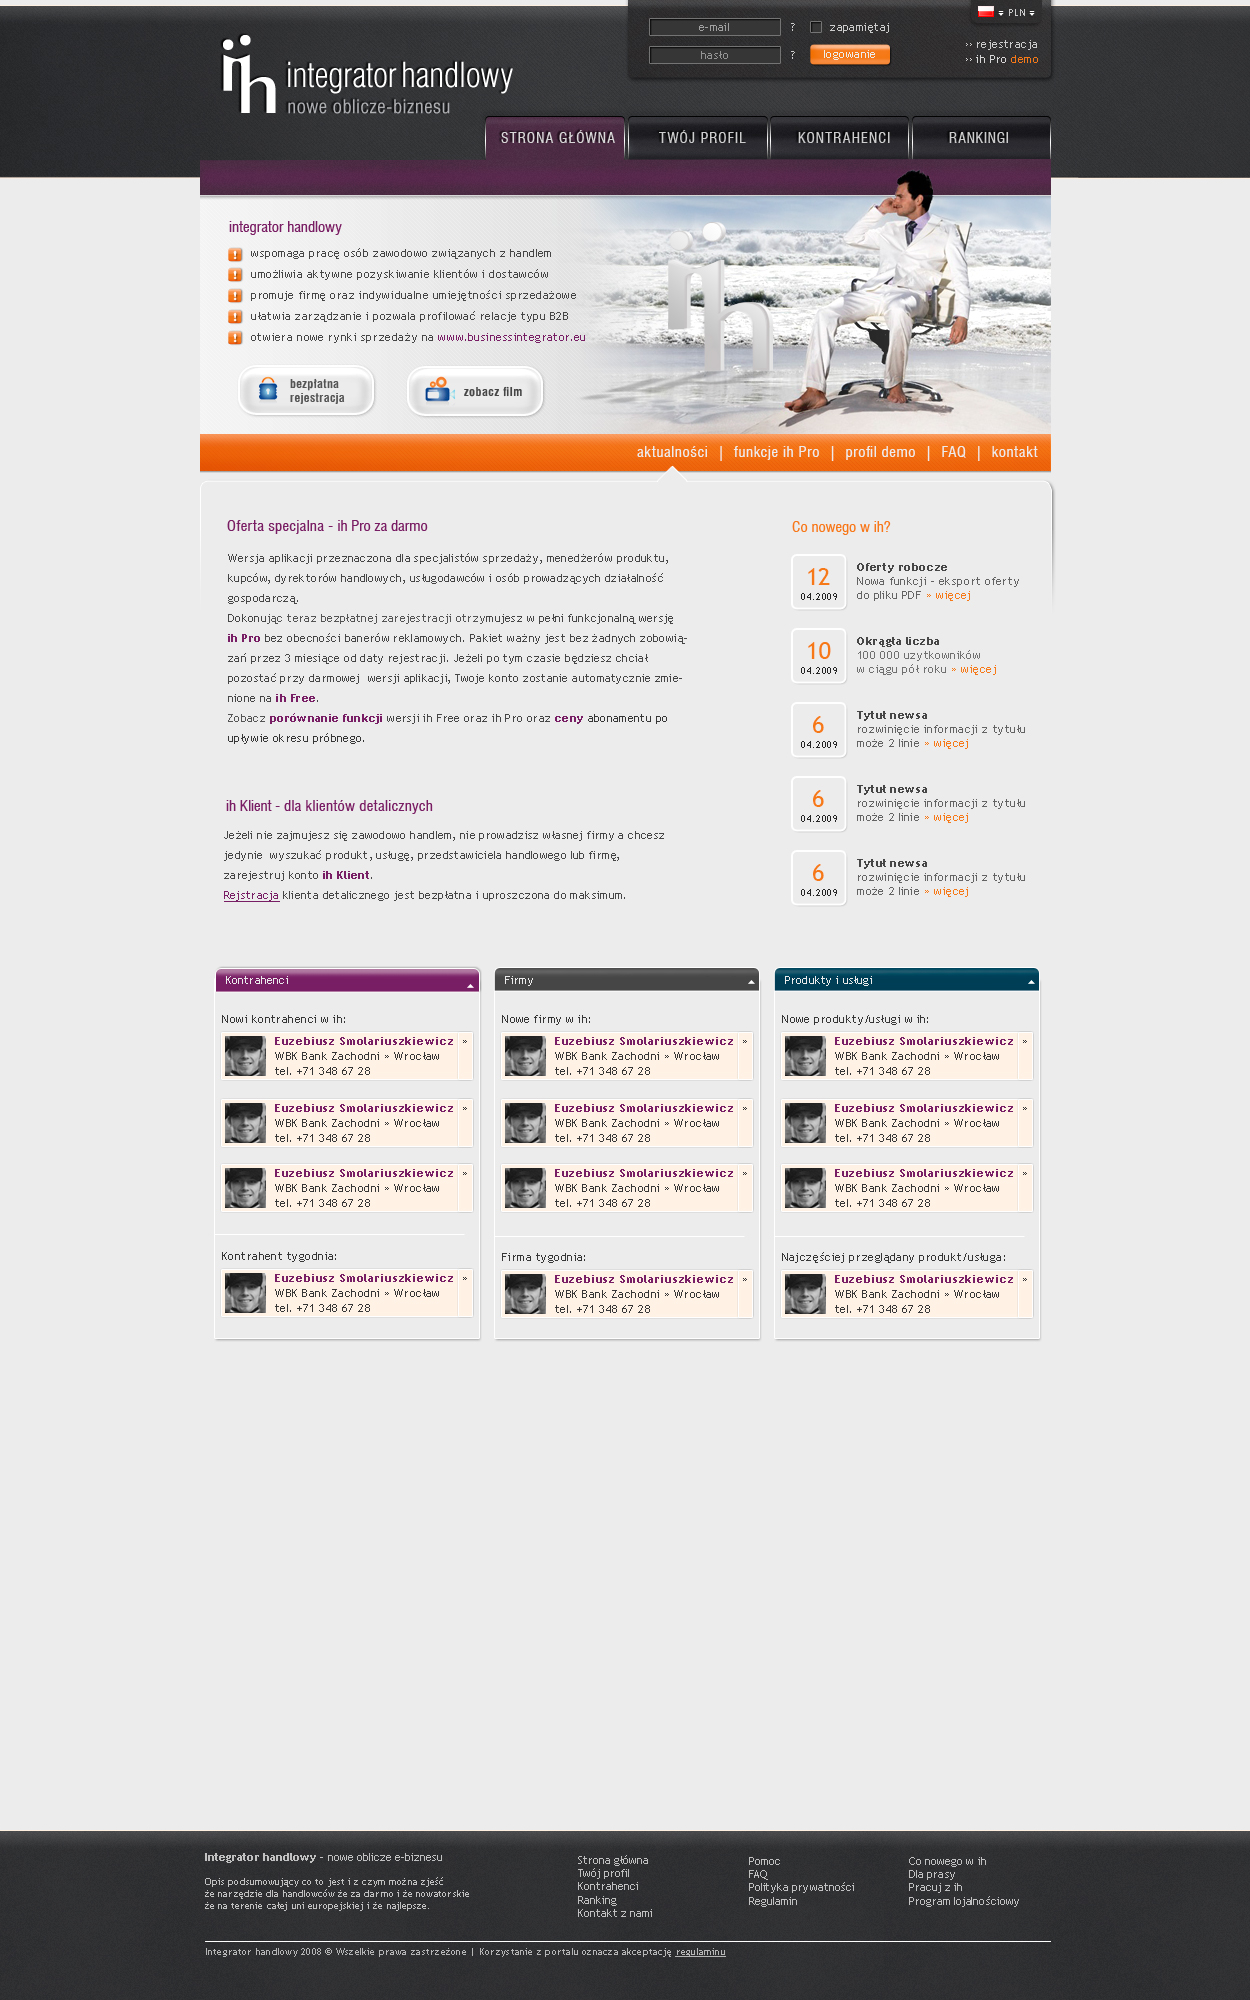 e-mail ? zapamiętaj
PLN
hasło ? logowanie
›› rejestracja
›› ih Pro demo
ih integrator handlowy
nowe oblicze-biznesu
STRONA GŁÓWNA TWÓJ PROFIL KONTRAHENCI RANKINGI
integrator handlowy
wspomaga pracę osób zawodowo związanych z handlem
umożliwia aktywne pozyskiwanie klientów i dostawców
promuje firmę oraz indywidualne umiejętności sprzedażowe
ułatwia zarządzanie i pozwala profilować relacje typu B2B
otwiera nowe rynki sprzedaży na www.businessintegrator.eu
ih
bezpłatna
rejestracja
zobacz film
aktualności | funkcje ih Pro | profil demo | FAQ | kontakt
Oferta specjalna - ih Pro za darmo
Wersja aplikacji przeznaczona dla specjalistów sprzedaży, menedżerów produktu,
kupców, dyrektorów handlowych, usługodawców i osób prowadzących działalność
gospodarczą.
Dokonując teraz bezpłatnej zarejestracji otrzymujesz w pełni funkcjonalną wersję
ih Pro bez obecności banerów reklamowych. Pakiet ważny jest bez żadnych zobowią-
zań przez 3 miesiące od daty rejestracji. Jeżeli po tym czasie będziesz chciał
pozostać przy darmowej wersji aplikacji, Twoje konto zostanie automatycznie zmie-
nione na ih Free.
Zobacz porównanie funkcji wersji ih Free oraz ih Pro oraz ceny abonamentu po
upływie okresu próbnego.
ih Klient - dla klientów detalicznych
Jeżeli nie zajmujesz się zawodowo handlem, nie prowadzisz własnej firmy a chcesz
jedynie wyszukać produkt, usługę, przedstawiciela handlowego lub firmę,
zarejestruj konto ih Klient.
Rejstracja klienta detalicznego jest bezpłatna i uproszczona do maksimum.
Co nowego w ih?
12
04.2009
Oferty robocze
Nowa funkcji - eksport oferty
do pliku PDF » więcej
10
04.2009
Okrągła liczba
100 000 uzytkowników
w ciągu pół roku » więcej
6
04.2009
Tytuł newsa
rozwinięcie informacji z tytułu
może 2 linie » więcej
6
04.2009
Tytuł newsa
rozwinięcie informacji z tytułu
może 2 linie » więcej
6
04.2009
Tytuł newsa
rozwinięcie informacji z tytułu
może 2 linie » więcej
Kontrahenci
Nowi kontrahenci w ih:
Euzebiusz Smolariuszkiewicz »
WBK Bank Zachodni » Wrocław
tel. +71 348 67 28
Euzebiusz Smolariuszkiewicz »
WBK Bank Zachodni » Wrocław
tel. +71 348 67 28
Euzebiusz Smolariuszkiewicz »
WBK Bank Zachodni » Wrocław
tel. +71 348 67 28
Kontrahent tygodnia:
Euzebiusz Smolariuszkiewicz »
WBK Bank Zachodni » Wrocław
tel. +71 348 67 28
Firmy
Nowe firmy w ih:
Euzebiusz Smolariuszkiewicz »
WBK Bank Zachodni » Wrocław
tel. +71 348 67 28
Euzebiusz Smolariuszkiewicz »
WBK Bank Zachodni » Wrocław
tel. +71 348 67 28
Euzebiusz Smolariuszkiewicz »
WBK Bank Zachodni » Wrocław
tel. +71 348 67 28
Firma tygodnia:
Euzebiusz Smolariuszkiewicz »
WBK Bank Zachodni » Wrocław
tel. +71 348 67 28
Produkty i usługi
Nowe produkty/usługi w ih:
Euzebiusz Smolariuszkiewicz »
WBK Bank Zachodni » Wrocław
tel. +71 348 67 28
Euzebiusz Smolariuszkiewicz »
WBK Bank Zachodni » Wrocław
tel. +71 348 67 28
Euzebiusz Smolariuszkiewicz »
WBK Bank Zachodni » Wrocław
tel. +71 348 67 28
Najczęściej przeglądany produkt/usługa:
Euzebiusz Smolariuszkiewicz »
WBK Bank Zachodni » Wrocław
tel. +71 348 67 28
Integrator handlowy - nowe oblicze e-biznesu
Opis podsumowujący co to jest i z czym można zjeść
że narzędzie dla handlowców że za darmo i że nowatorskie
że na terenie całej uni europejskiej i że najlepsze.
Strona główna
Twój profil
Kontrahenci
Ranking
Kontakt z nami
Pomoc
FAQ
Polityka prywatności
Regulamin
Co nowego w ih
Dla prasy
Pracuj z ih
Program lojalnościowy
Integrator handlowy 2008 © Wszelkie prawa zastrzeżone | Korzystanie z portalu oznacza akceptację regulaminu